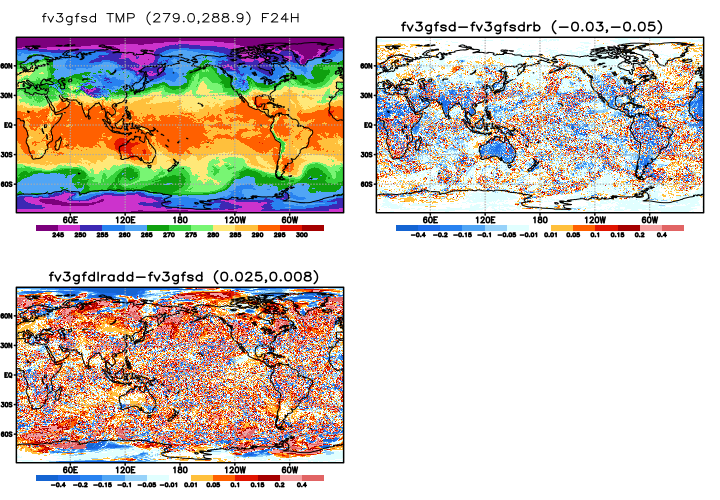 fv3gfsd TMP (279.0,288.9) F24H
60N
30N
EQ
30S
60S
60E 120E 180 120W 60W
245 250 255 260 265 270 275 280 285 290 295 300
fv3gfsd-fv3gfsdrb (-0.03,-0.05)
60N
30N
EQ
30S
60S
60E 120E 180 120W 60W
-0.4 -0.2 -0.15 -0.1 -0.05 -0.01 0.01 0.05 0.1 0.15 0.2 0.4
fv3gfdlradd-fv3gfsd (0.025,0.008)
60N
30N
EQ
30S
60S
60E 120E 180 120W 60W
-0.4 -0.2 -0.15 -0.1 -0.05 -0.01 0.01 0.05 0.1 0.15 0.2 0.4